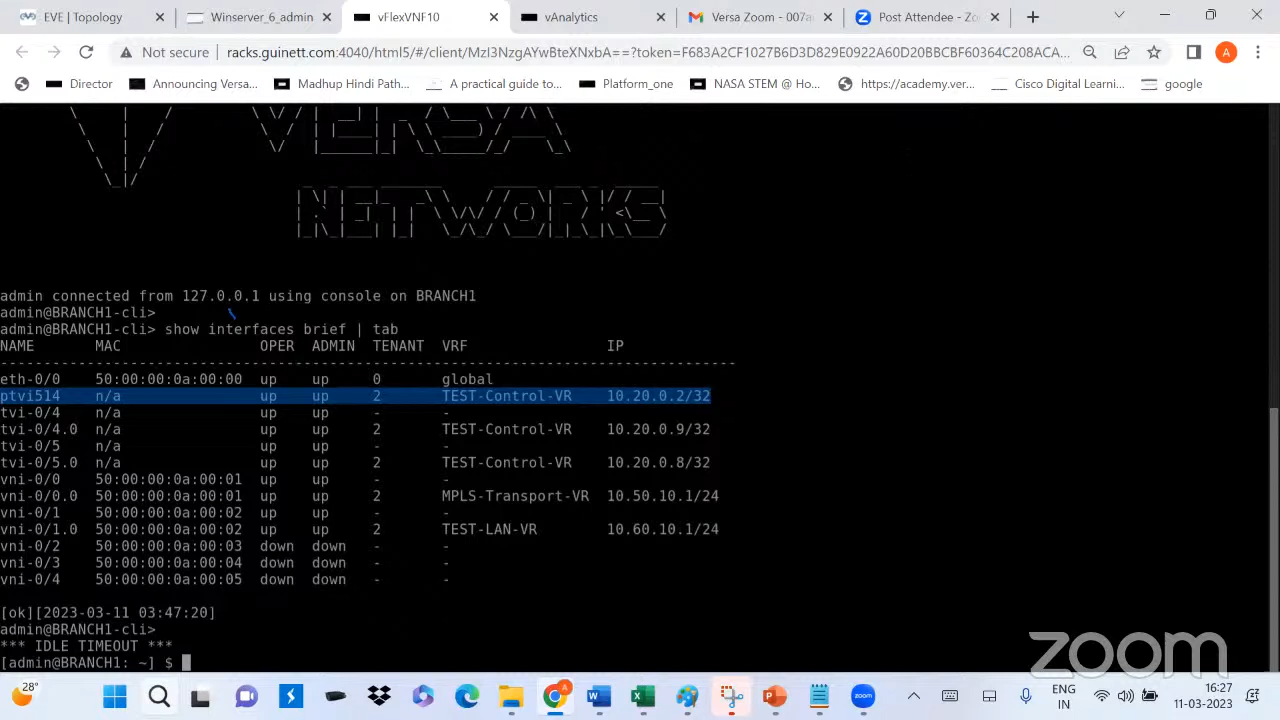 EVE | Topology
Winserver_6_admin
vFlexVNF10
vAnalytics
Versa Zoom - 007a
Post Attendee - Zo
Not secure
racks.guinett.com:4040/html5/#/client/MzI3NzgAYwBteXNxbA==?token=F683A2CF1027B6D3D829E0922A60D20BBCBF60364C208ACA...
A
Director
Announcing Versa...
Madhup Hindi Path...
A practical guide to...
Platform_one
NASA STEM @ Ho...
https://academy.ver...
Cisco Digital Learni...
google
VERSA
NETWORKS
admin connected from 127.0.0.1 using console on BRANCH1
admin@BRANCH1-cli>
admin@BRANCH1-cli> show interfaces brief | tab
NAME MAC OPER ADMIN TENANT VRF IP
eth-0/0 50:00:00:0a:00:00 up up 0 global
ptvi514 n/a up up 2 TEST-Control-VR 10.20.0.2/32
tvi-0/4 n/a up up - -
tvi-0/4.0 n/a up up 2 TEST-Control-VR 10.20.0.9/32
tvi-0/5 n/a up up - -
tvi-0/5.0 n/a up up 2 TEST-Control-VR 10.20.0.8/32
vni-0/0 50:00:00:0a:00:01 up up - -
vni-0/0.0 50:00:00:0a:00:01 up up 2 MPLS-Transport-VR 10.50.10.1/24
vni-0/1 50:00:00:0a:00:02 up up - -
vni-0/1.0 50:00:00:0a:00:02 up up 2 TEST-LAN-VR 10.60.10.1/24
vni-0/2 50:00:00:0a:00:03 down down - -
vni-0/3 50:00:00:0a:00:04 down down - -
vni-0/4 50:00:00:0a:00:05 down down - -
[ok][2023-03-11 03:47:20]
admin@BRANCH1-cli>
*** IDLE TIMEOUT ***
[admin@BRANCH1: ~] $
zoom
28°
A
zoom
ENG
IN
16:27
11-03-2023